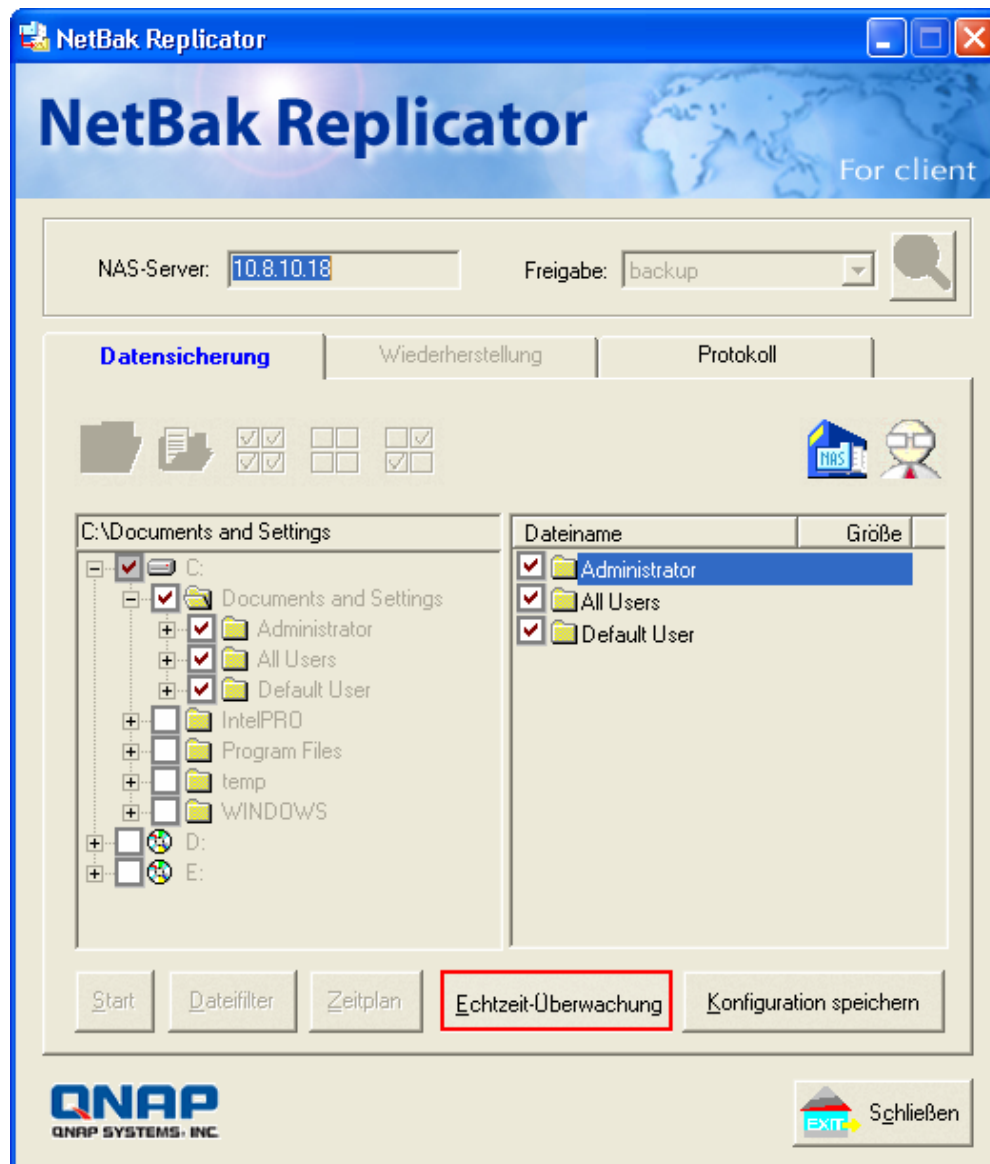 NetBak Replicator
NetBak Replicator
For client
NAS-Server: 10.8.10.18 Freigabe: backup
Datensicherung Wiederherstellung Protokoll
NAS
C:\Documents and Settings
C:
Documents and Settings
Administrator
All Users
Default User
IntelPRO
Program Files
temp
WINDOWS
D:
E:
Dateiname Größe
Administrator
All Users
Default User
Start Dateifilter Zeitplan Echtzeit-Überwachung Konfiguration speichern
QNAP
QNAP SYSTEMS, INC
EXIT Schließen